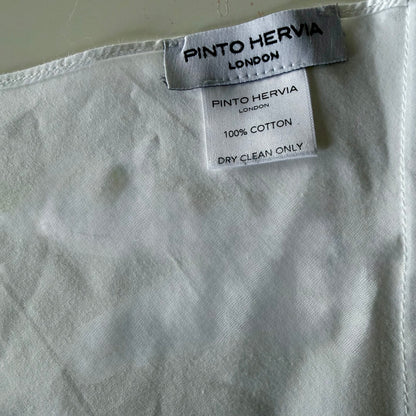 PINTO HERVIA
LONDON
PINTO HERVIA
LONDON
100% COTTON
DRY CLEAN ONLY